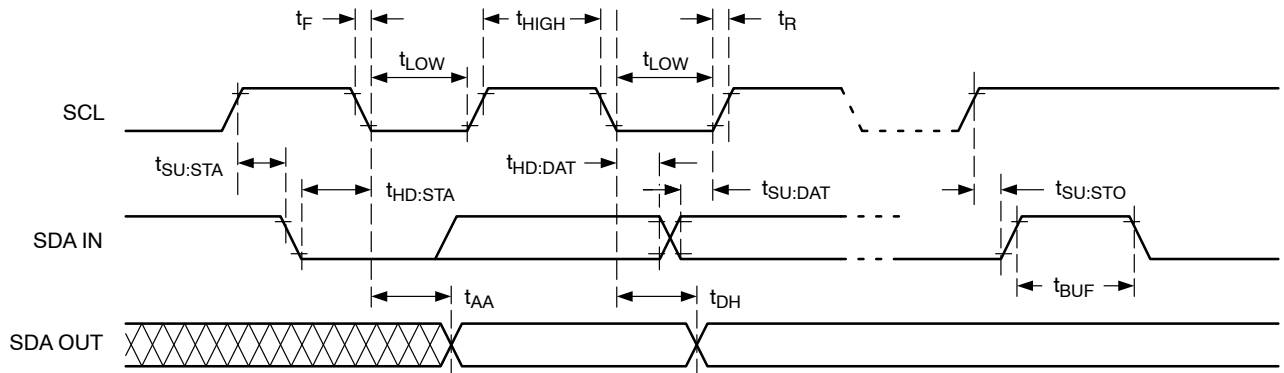 tF
tHIGH
tR
tLOW
tLOW
SCL
tSU:STA
tHD:STA
tHD:DAT
tSU:DAT
tSU:STO
SDA IN
tAA
tDH
tBUF
SDA OUT